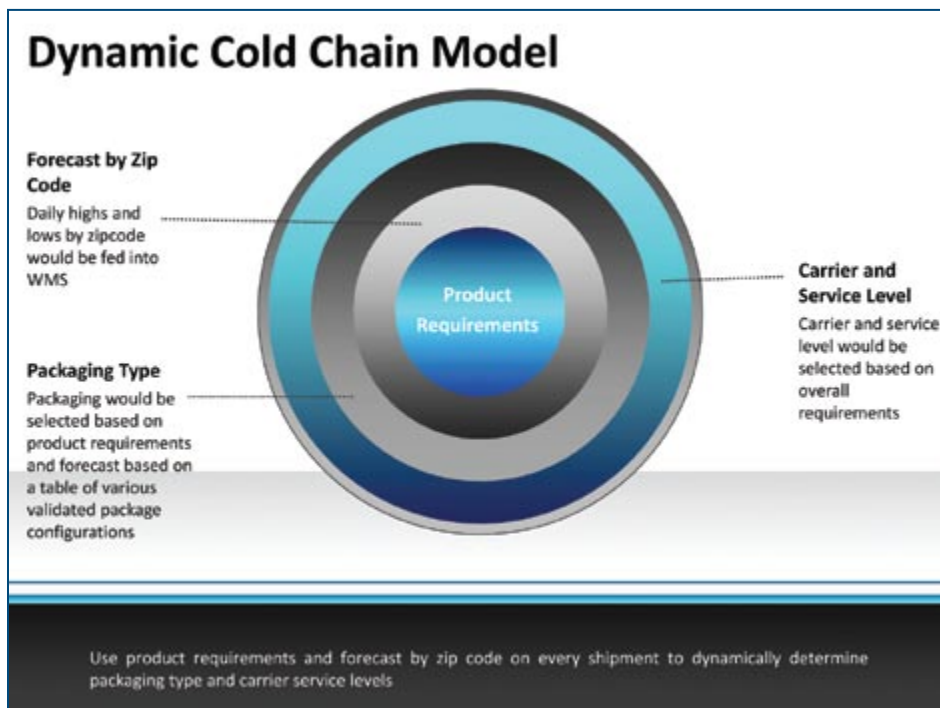 Dynamic Cold Chain Model
Forecast by Zip
Code
Daily highs and
lows by zipcode
would be fed into
WMS
Product
Requirements
Carrier and
Service Level
Carrier and service
level would be
selected based on
overall
requirements
Packaging Type
Packaging would be
selected based on
product requirements
and forecast based on
a table of various
validated package
configurations
Use product requirements and forecast by zip code on every shipment to dynamically determine
packaging type and carrier service levels